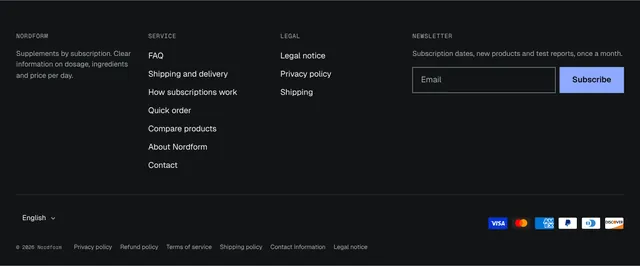 NORDFORM
Supplements by subscription. Clear
information on dosage, ingredients
and price per day.
SERVICE
FAQ
Shipping and delivery
How subscriptions work
Quick order
Compare products
About Nordform
Contact
LEGAL
Legal notice
Privacy policy
Shipping
NEWSLETTER
Subscription dates, new products and test reports, once a month.
Email
Subscribe
English
VISA
DISCOVER
© 2026 Nordform
Privacy policy
Refund policy
Terms of service
Shipping policy
Contact information
Legal notice